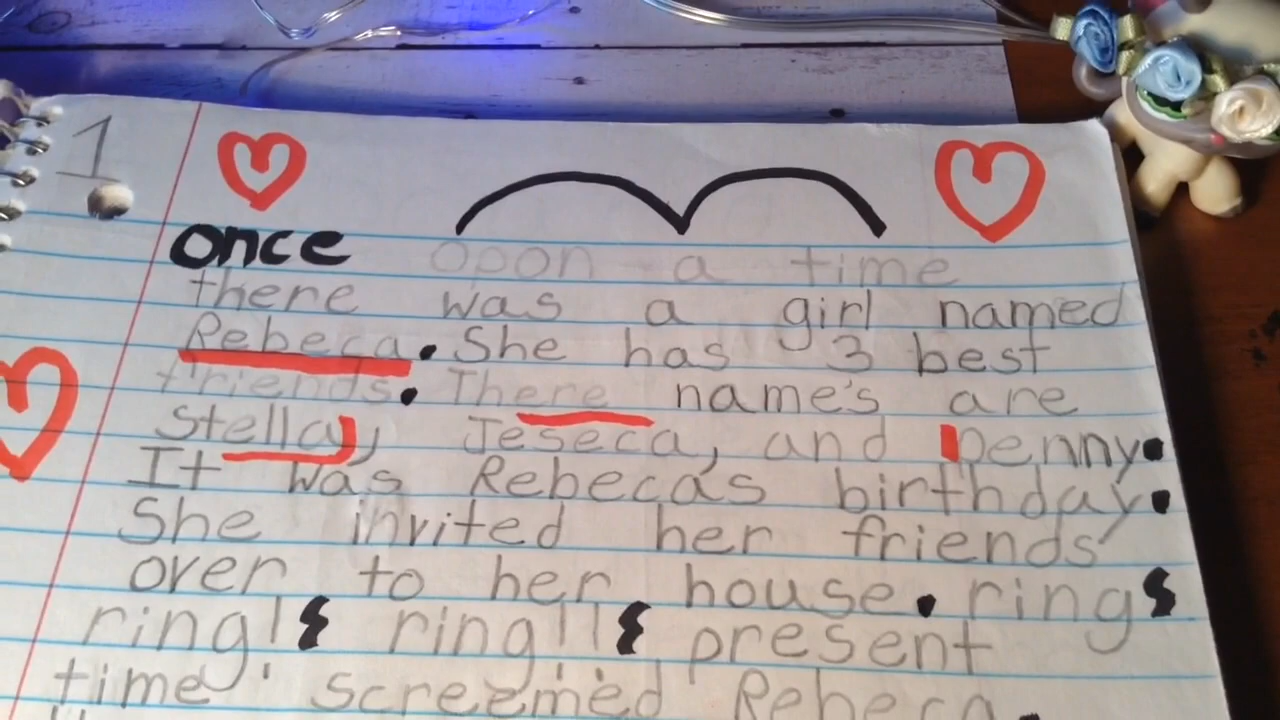 1
once opon a time
there was a girl named
Rebeca. She has 3 best
friends. There name's are
stella, Jeseca, and penny.
It was Rebecas birthday.
She invited her friends
over to her house. ring
ring! ring!!! present
time! screemed Rebeca.